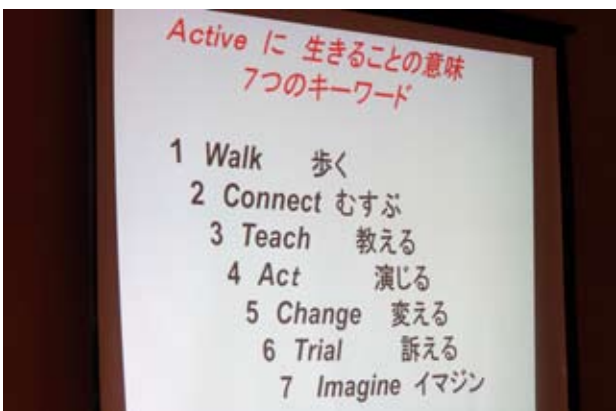 Active に 生きることの意味
7つのキーワード
1 Walk 歩く
2 Connect むすぶ
3 Teach 教える
4 Act 演じる
5 Change 変える
6 Trial 訴える
7 Imagine イマジン